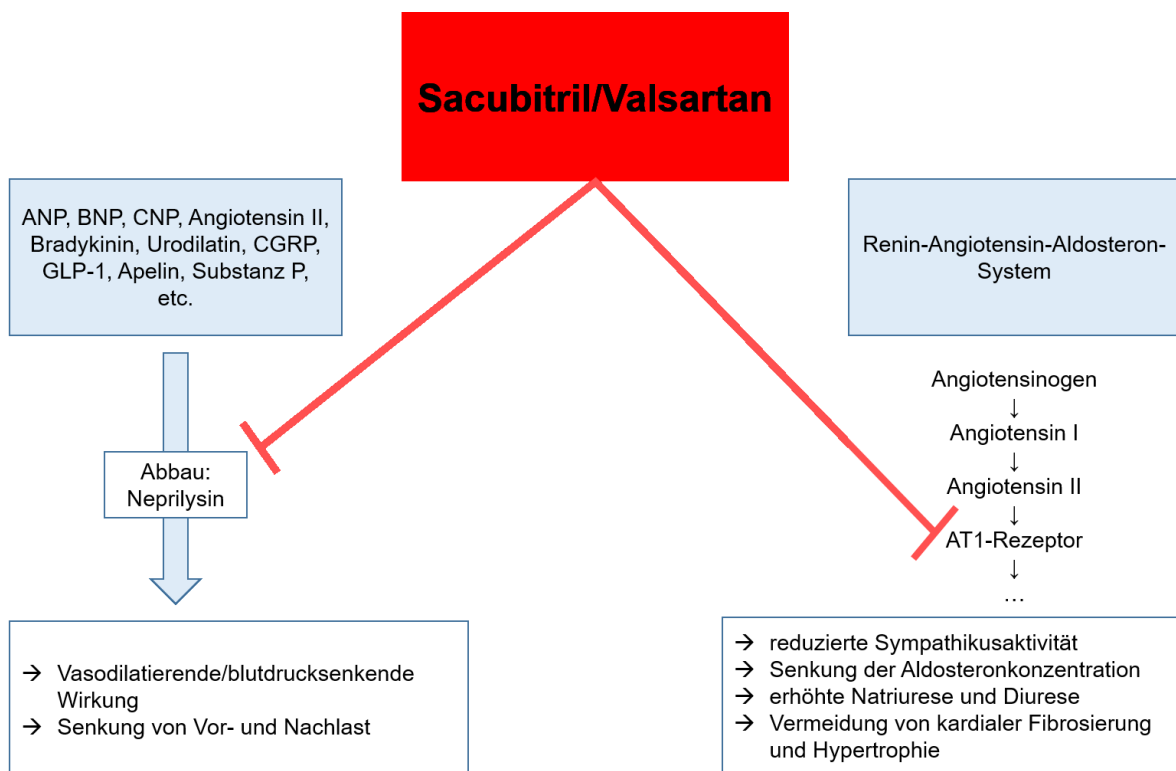 Sacubitril/Valsartan
ANP, BNP, CNP, Angiotensin II,
Bradykinin, Urodilatin, CGRP,
GLP-1, Apelin, Substanz P,
etc.
Abbau:
Neprilysin
→ Vasodilatierende/blutdrucksenkende
Wirkung
→ Senkung von Vor- und Nachlast
Renin-Angiotensin-Aldosteron-
System
Angiotensinogen
↓
Angiotensin I
↓
Angiotensin II
↓
AT1-Rezeptor
↓
...
→ reduzierte Sympathikusaktivität
→ Senkung der Aldosteronkonzentration
→ erhöhte Natriurese und Diurese
→ Vermeidung von kardialer Fibrosierung
und Hypertrophie